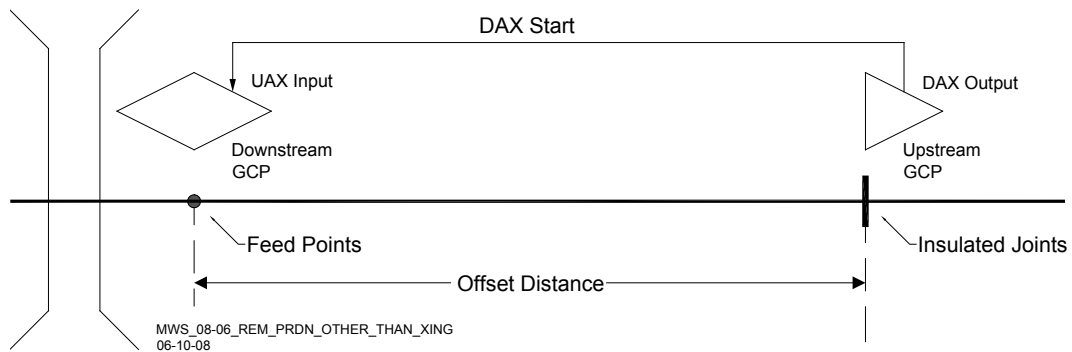 DAX Start
UAX Input
DAX Output
Downstream
GCP
Upstream
GCP
Feed Points
Insulated Joints
Offset Distance
MWS_08-06_REM_PRDN_OTHER_THAN_XING
06-10-08